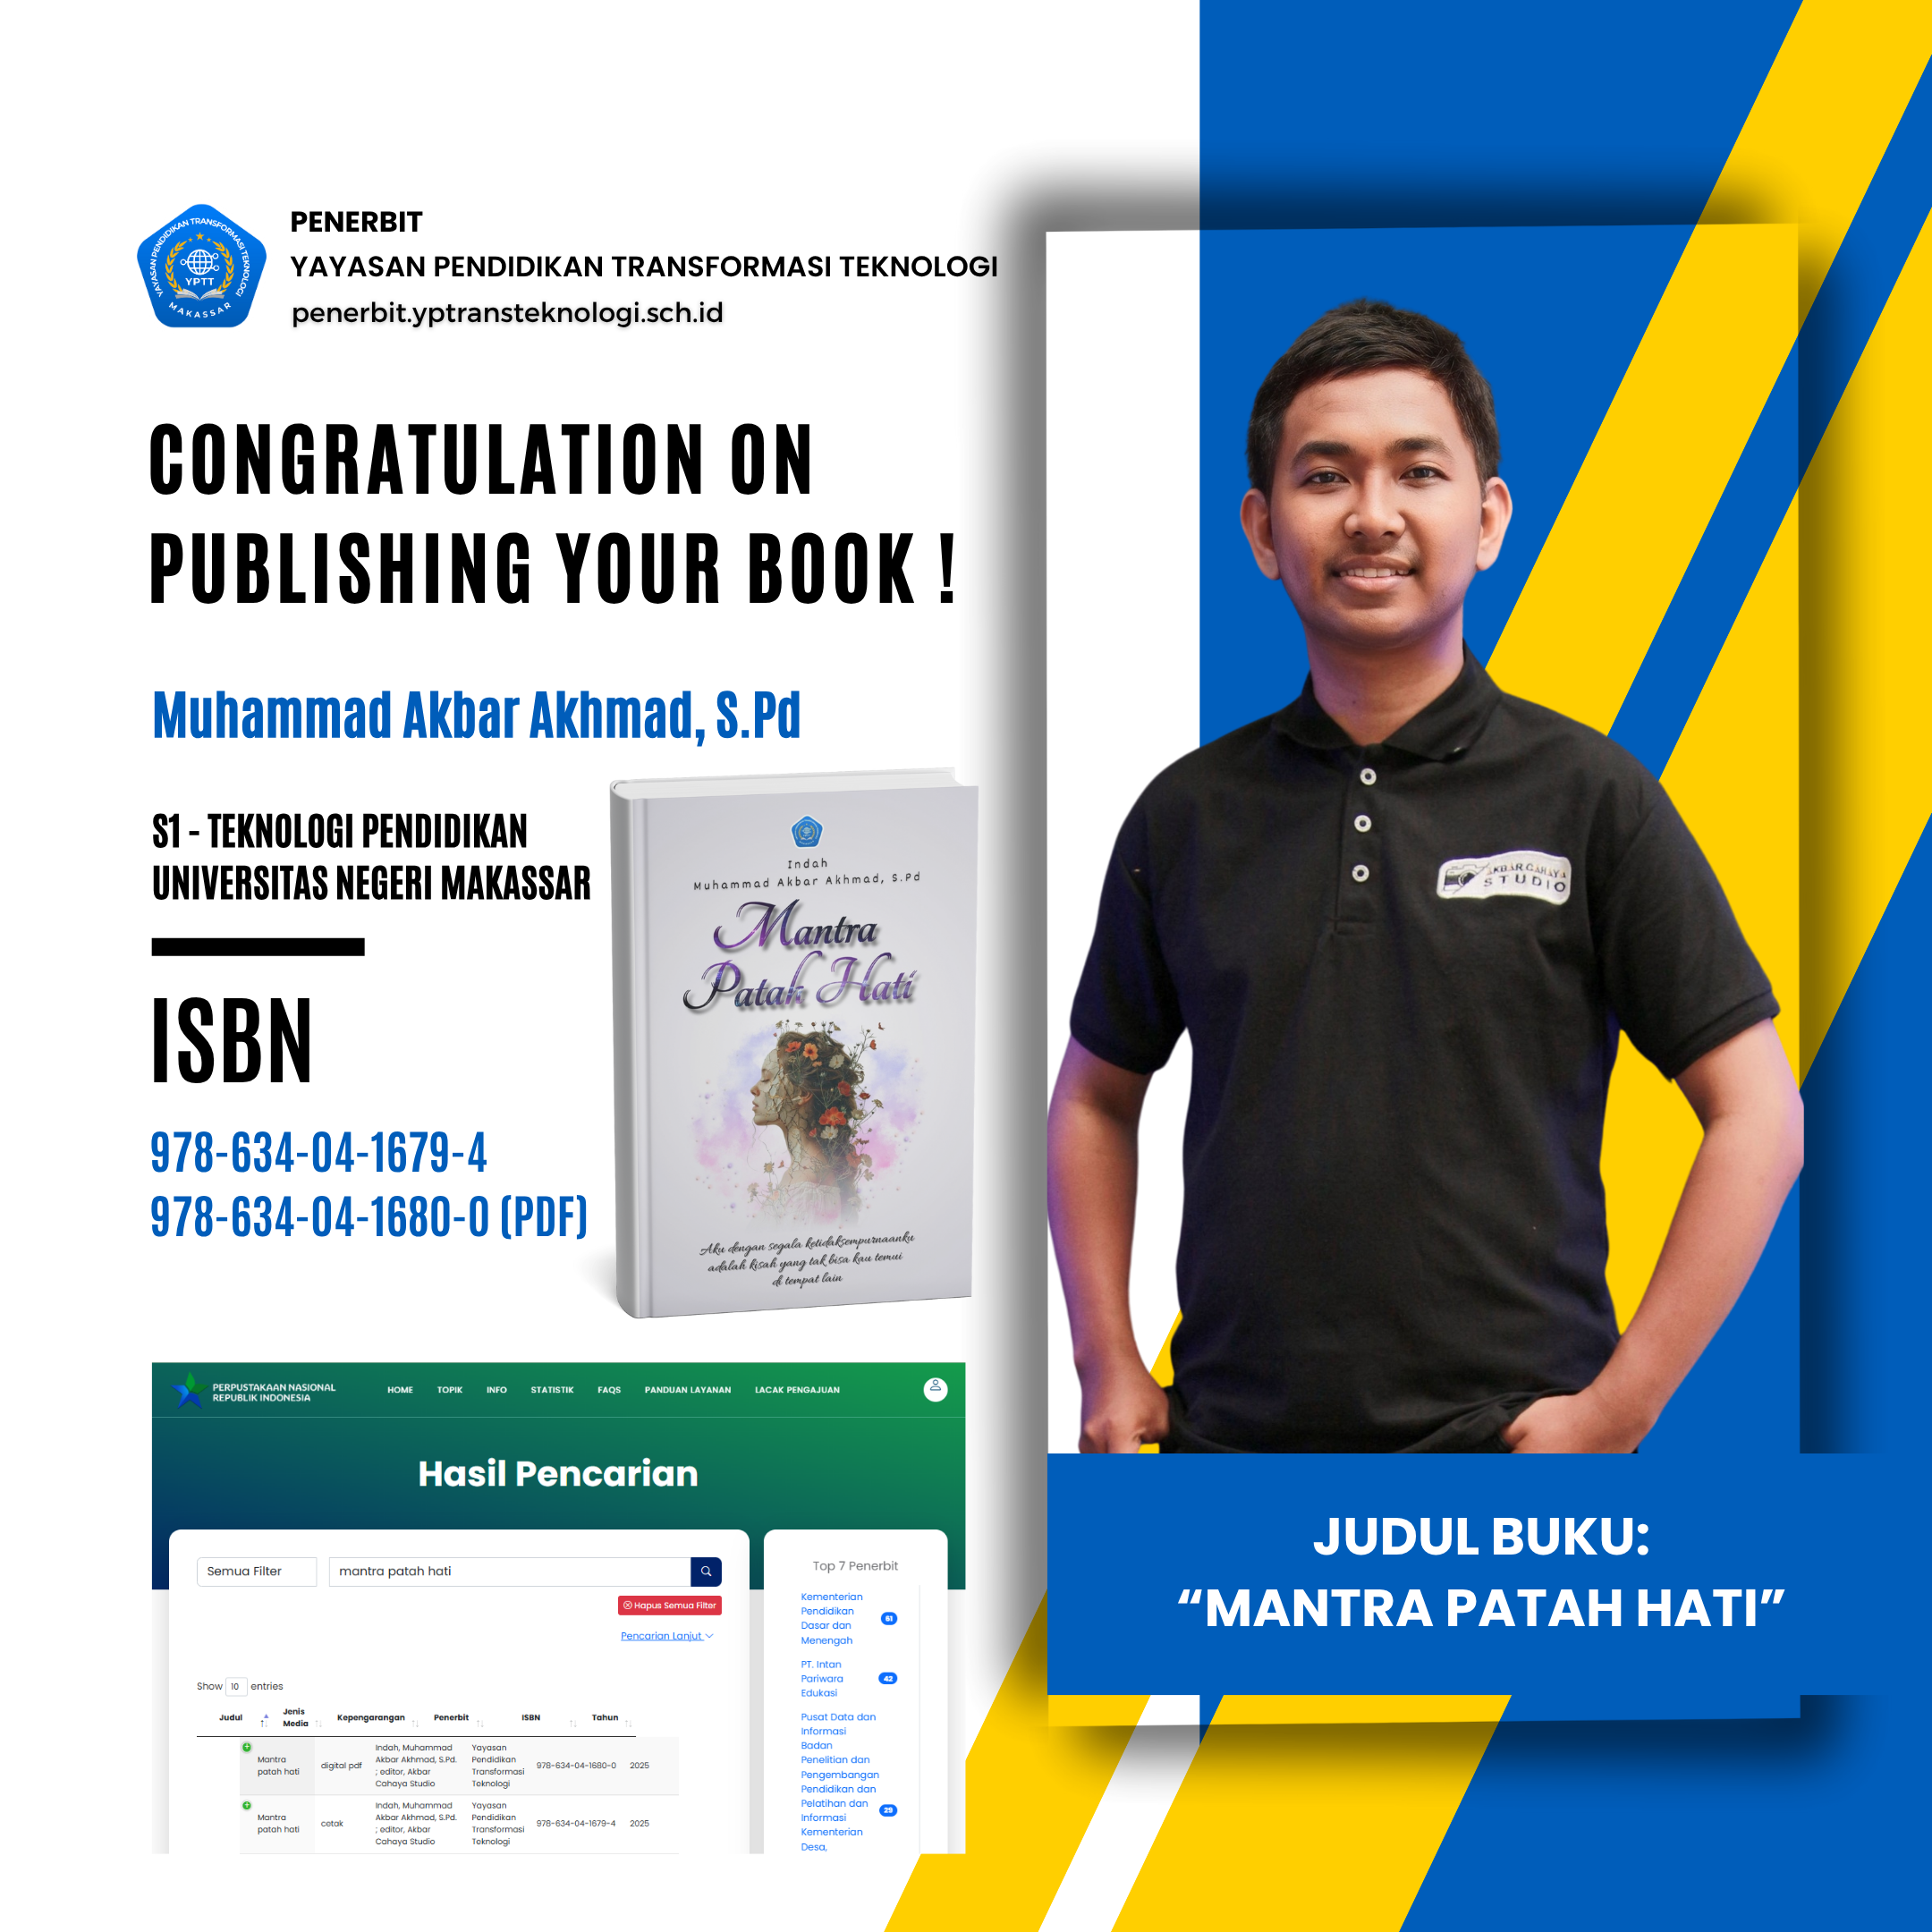 YAYASAN PENDIDIKAN TRANSFORMASI TEKNOLOGI
YPTT
MAKASSAR
PENERBIT
YAYASAN PENDIDIKAN TRANSFORMASI TEKNOLOGI
penerbit.yptransteknologi.sch.id
CONGRATULATION ON
PUBLISHING YOUR BOOK !
Muhammad Akbar Akhmad, S.Pd
S1 - TEKNOLOGI PENDIDIKAN
UNIVERSITAS NEGERI MAKASSAR
ISBN
978-634-04-1679-4
978-634-04-1680-0 (PDF)
Indah
Muhammad Akbar Akhmad, S.Pd
Mantra
Patah Hati
Aku dengan segala ketidaksempurnaanku
adalah kisah yang tak bisa kau temui
di tempat lain
AKBAR CAHAYA
STUDIO
JUDUL BUKU:
“MANTRA PATAH HATI”
PERPUSTAKAAN NASIONAL
REPUBLIK INDONESIA
HOME TOPIK INFO STATISTIK FAQS PANDUAN LAYANAN LACAK PENGAJUAN
Hasil Pencarian
Semua Filter
mantra patah hati
Hapus Semua Filter
Pencarian Lanjut
Show 10 entries
Judul Jenis Media Kepengarangan Penerbit ISBN Tahun
Mantra patah hati digital pdf Indah, Muhammad Akbar Akhmad, S.Pd. ; editor, Akbar Cahaya Studio Yayasan Pendidikan Transformasi Teknologi 978-634-04-1680-0 2025
Mantra patah hati cetak Indah, Muhammad Akbar Akhmad, S.Pd. ; editor, Akbar Cahaya Studio Yayasan Pendidikan Transformasi Teknologi 978-634-04-1679-4 2025
Top 7 Penerbit
Kementerian
Pendidikan
Dasar dan
Menengah
61
PT. Intan
Pariwara
Edukasi
42
Pusat Data dan
Informasi
Badan
Penelitian dan
Pengembangan
Pendidikan dan
Pelatihan dan
Informasi
Kementerian
Desa,
29